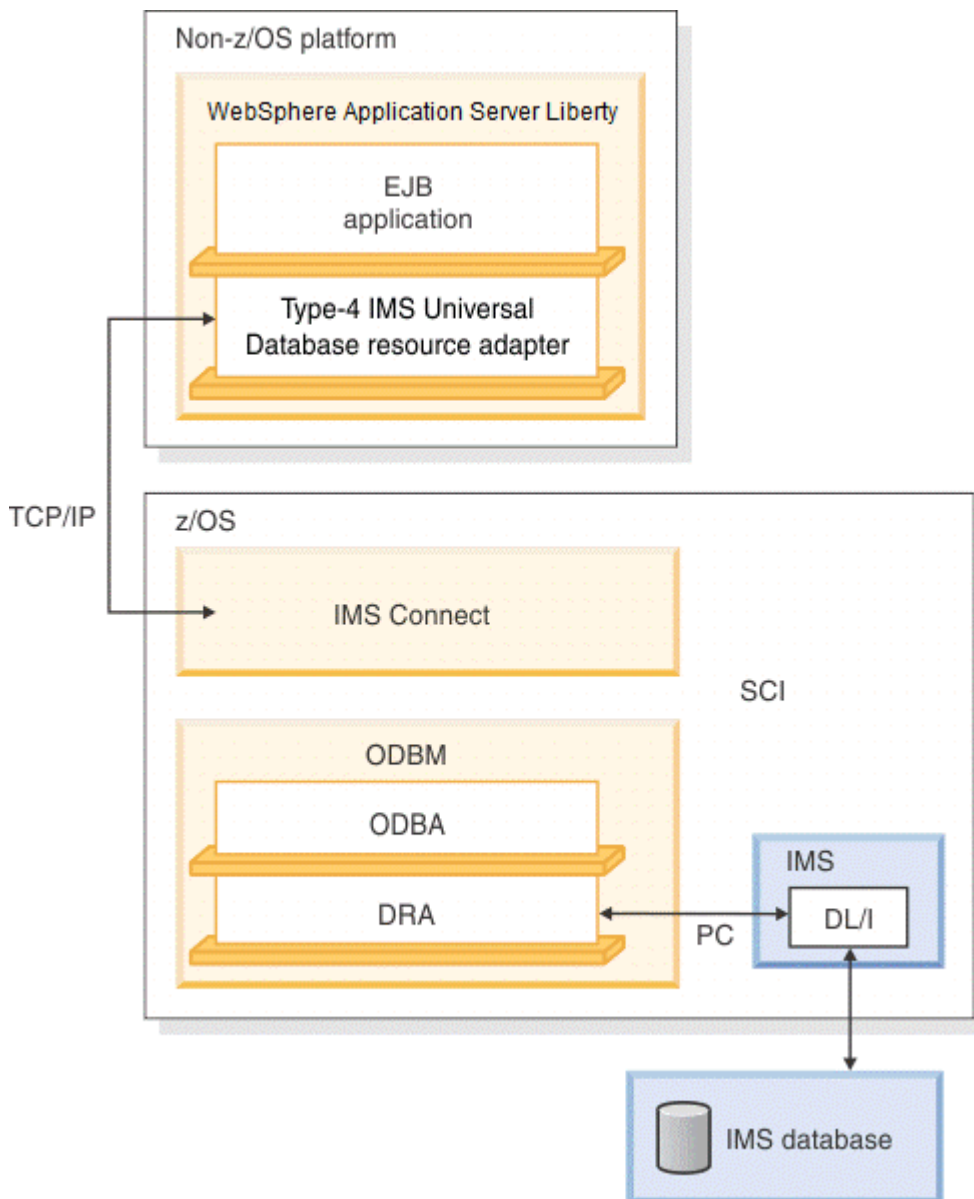 Non-z/OS platform
WebSphere Application Server Liberty
EJB
application
Type-4 IMS Universal
Database resource adapter
TCP/IP
z/OS
IMS Connect
SCI
ODBM
ODBA
DRA
PC
IMS
DL/I
IMS database